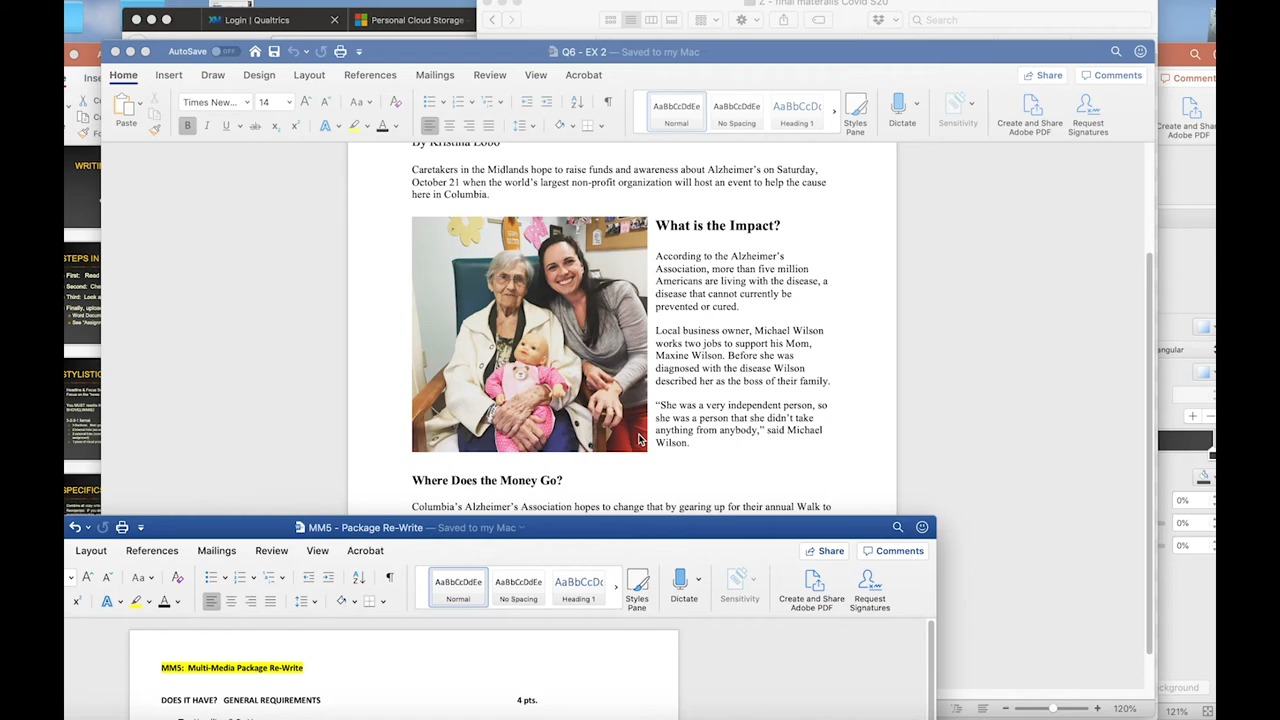 Z - final materails Covid S20
Login | Qualtrics
Personal Cloud Storage
Search
AutoSave OFF
Q6 - EX 2 — Saved to my Mac
Home Insert Draw Design Layout References Mailings Review View Acrobat
Share Comments
Paste
Times New... 14
AaBbCcDdEe AaBbCcDdEe AaBbCcDc
Normal No Spacing Heading 1
Styles Pane
Dictate
Sensitivity
Create and Share Adobe PDF
Request Signatures
Caretakers in the Midlands hope to raise funds and awareness about Alzheimer's on Saturday,
October 21 when the world's largest non-profit organization will host an event to help the cause
here in Columbia.
What is the Impact?
According to the Alzheimer's
Association, more than five million
Americans are living with the disease, a
disease that cannot currently be
prevented or cured.
Local business owner, Michael Wilson
works two jobs to support his Mom,
Maxine Wilson. Before she was
diagnosed with the disease Wilson
described her as the boss of their family.
“She was a very independent person, so
she was a person that she didn't take
anything from anybody,” said Michael
Wilson.
Where Does the Money Go?
Columbia's Alzheimer's Association hopes to change that by gearing up for their annual Walk to
MM5 - Package Re-Write — Saved to my Mac
Layout References Mailings Review View Acrobat
Share Comments
AaBbCcDdEe AaBbCcDdEe AaBbCcDc
Normal No Spacing Heading 1
Styles Pane
Dictate
Sensitivity
Create and Share Adobe PDF
Request Signatures
MM5: Multi-Media Package Re-Write
DOES IT HAVE? GENERAL REQUIREMENTS 4 pts.
120%
0%
0%
0%
121%